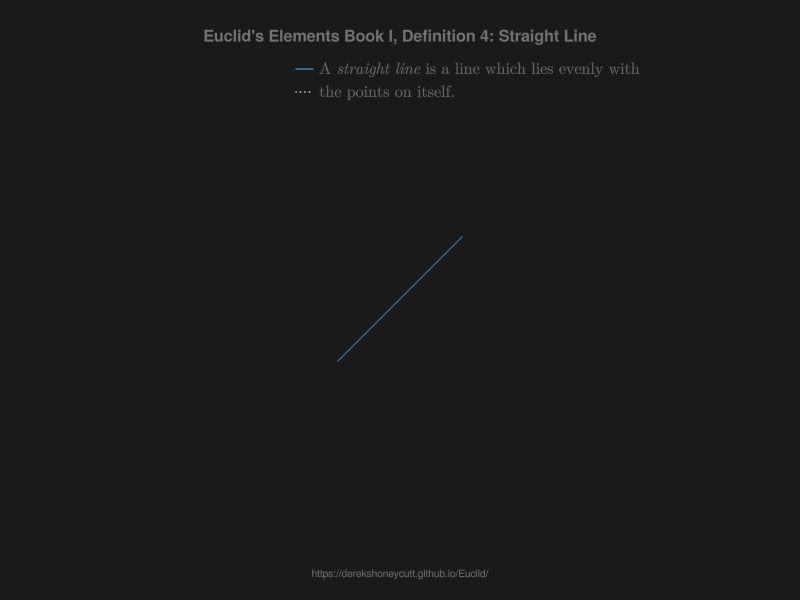 Euclid's Elements Book I, Definition 4: Straight Line
A straight line is a line which lies evenly with
the points on itself.
https://derekshoneycutt.github.io/Euclid/